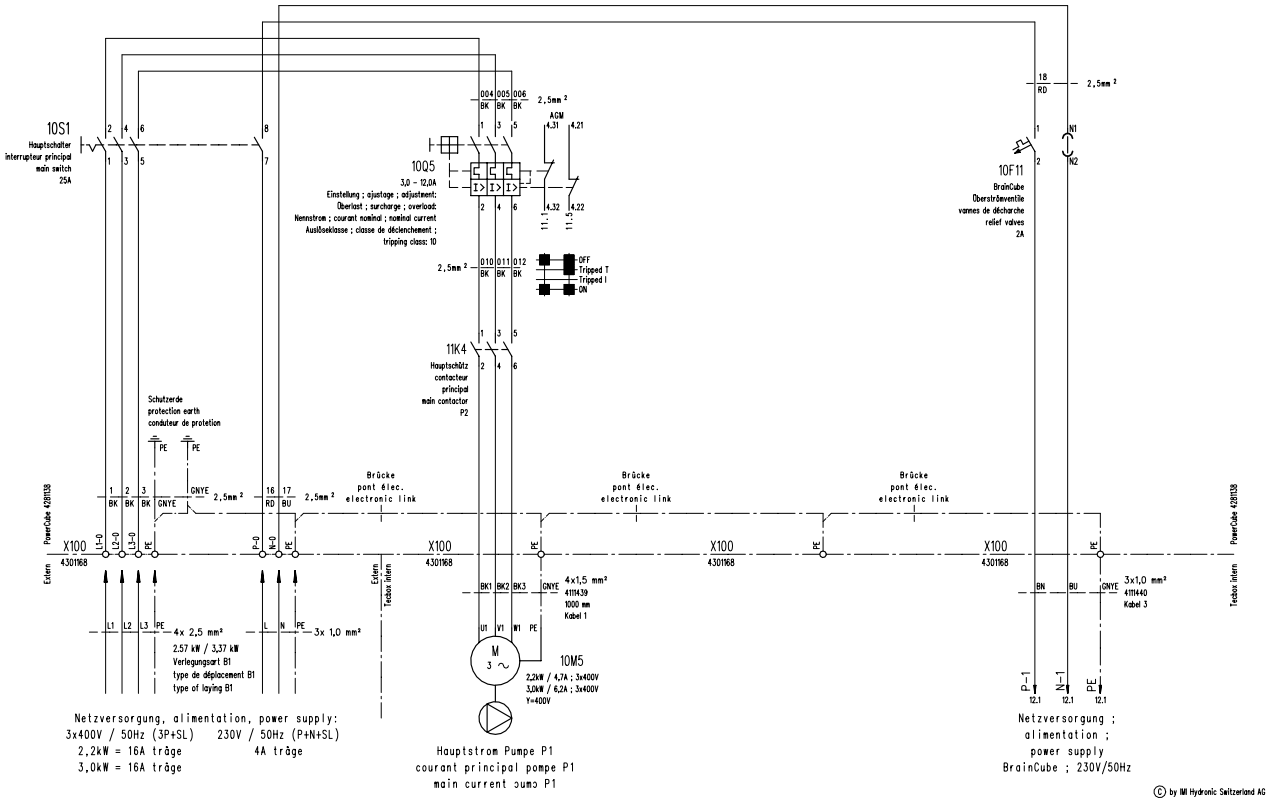 18
RD
2,5mm²
004 005 006
BK BK BK
2,5mm²
AGM
4.31 4.21
10S1
Hauptschalter
interrupteur principal
main switch
25A
2 4 6
1 3 5
8
7
1 3 5
10Q5
3,0 - 12,0A
Einstellung ; ajustage ; adjustment:
Überlast ; surcharge ; overload:
Nennstrom ; courant nominal ; nominal current
Auslöseklasse ; classe de déclenchement ;
tripping class: 10
I> I> I>
2 4 6
4.32 4.22
11.1 11.5
1
2
N1
N2
10F11
BrainCube
Überströmventile
vannes de décharche
relief valves
2A
2,5mm²
010 011 012
BK BK BK
OFF
Tripped T
Tripped I
ON
1 3 5
11K4
2 4 6
Hauptschütz
contacteur
principal
main contactor
P2
Schutzerde
protection earth
conduteur de protetion
PE PE
1 2 3
BK BK BK GNYE
GNYE
2,5mm²
16 17
RD BU
2,5mm²
Brücke
pont élec.
electronic link
Brücke
pont élec.
electronic link
Brücke
pont élec.
electronic link
PowerCube 4281138
Extern
X100
4301168
L1-0 L2-0 L3-0 PE
P-0 N-0 PE
Extern
Tecbox intern
X100
4301168
PE
X100
4301168
PE
X100
4301168
PE
PowerCube 4281138
Tecbox intern
BK1 BK2 BK3 GNYE
4x1,5 mm²
4111439
1000 mm
Kabel 1
BN BU GNYE
3x1,0 mm²
4111440
Kabel 3
L1 L2 L3 PE
4x 2,5 mm²
2.57 kW / 3,37 kW
Verlegungsart B1
type de déplacement B1
type of laying B1
L N PE
3x 1,0 mm²
U1 V1 W1 PE
M
3 ~
10M5
2,2kW / 4,7A ; 3x400V
3,0kW / 6,2A ; 3x400V
Y=400V
P-1 N-1 PE
12.1 12.1 12.1
Netzversorgung, alimentation, power supply:
3x400V / 50Hz (3P+SL) 230V / 50Hz (P+N+SL)
2,2kW = 16A träge 4A träge
3,0kW = 16A träge
Hauptstrom Pumpe P1
courant principal pompe P1
main current pump P1
Netzversorgung ;
alimentation ;
power supply
BrainCube ; 230V/50Hz
© by IMI Hydronic Switzerland AG